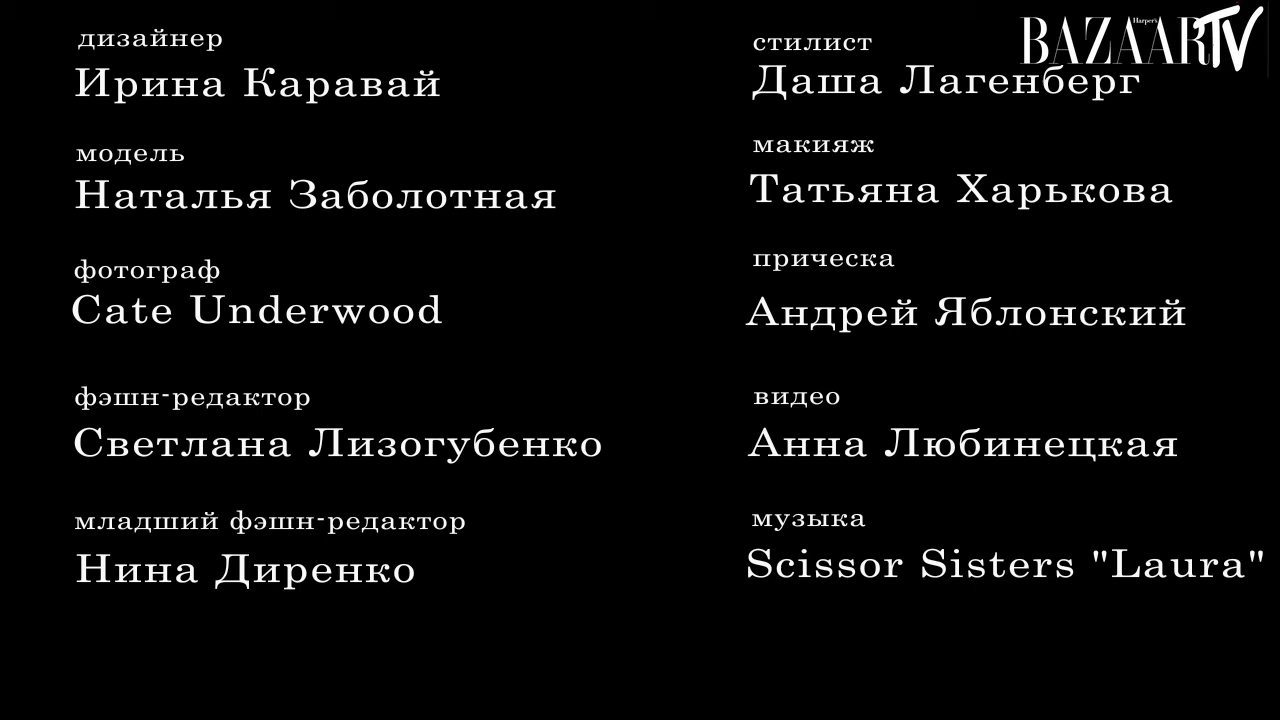 дизайнер
Ирина Каравай
модель
Наталья Заболотная
фотограф
Cate Underwood
фэшн-редактор
Светлана Лизогубенко
младший фэшн-редактор
Нина Диренко
Harper's
BAZAAR TV
стилист
Даша Лагенберг
макияж
Татьяна Харькова
прическа
Андрей Яблонский
видео
Анна Любинецкая
музыка
Scissor Sisters "Laura"